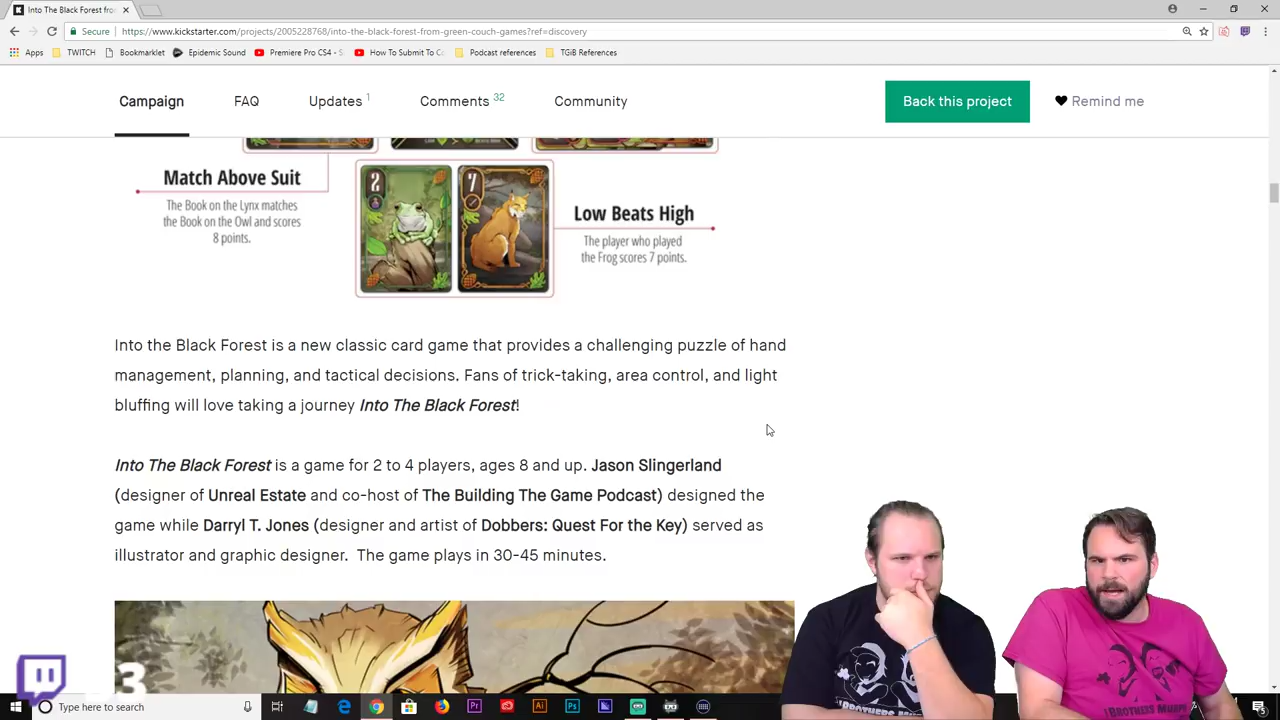 Into The Black Forest from
Secure
https://www.kickstarter.com/projects/2005228768/into-the-black-forest-from-green-couch-games?ref=discovery
Apps TWITCH Bookmarklet Epidemic Sound Premiere Pro CS4 - How To Submit To Ca Podcast references TGiB References
Campaign FAQ Updates 1 Comments 32 Community Back this project Remind me
Match Above Suit
The Book on the Lynx matches
the Book on the Owl and scores
8 points.
2 7
Low Beats High
The player who played
the Frog scores 7 points.
Into the Black Forest is a new classic card game that provides a challenging puzzle of hand
management, planning, and tactical decisions. Fans of trick-taking, area control, and light
bluffing will love taking a journey Into The Black Forest!
Into The Black Forest is a game for 2 to 4 players, ages 8 and up. Jason Slingerland
(designer of Unreal Estate and co-host of The Building The Game Podcast) designed the
game while Darryl T. Jones (designer and artist of Dobbers: Quest For the Key) served as
illustrator and graphic designer. The game plays in 30-45 minutes.
3
Type here to search
BROTHERS MURPH